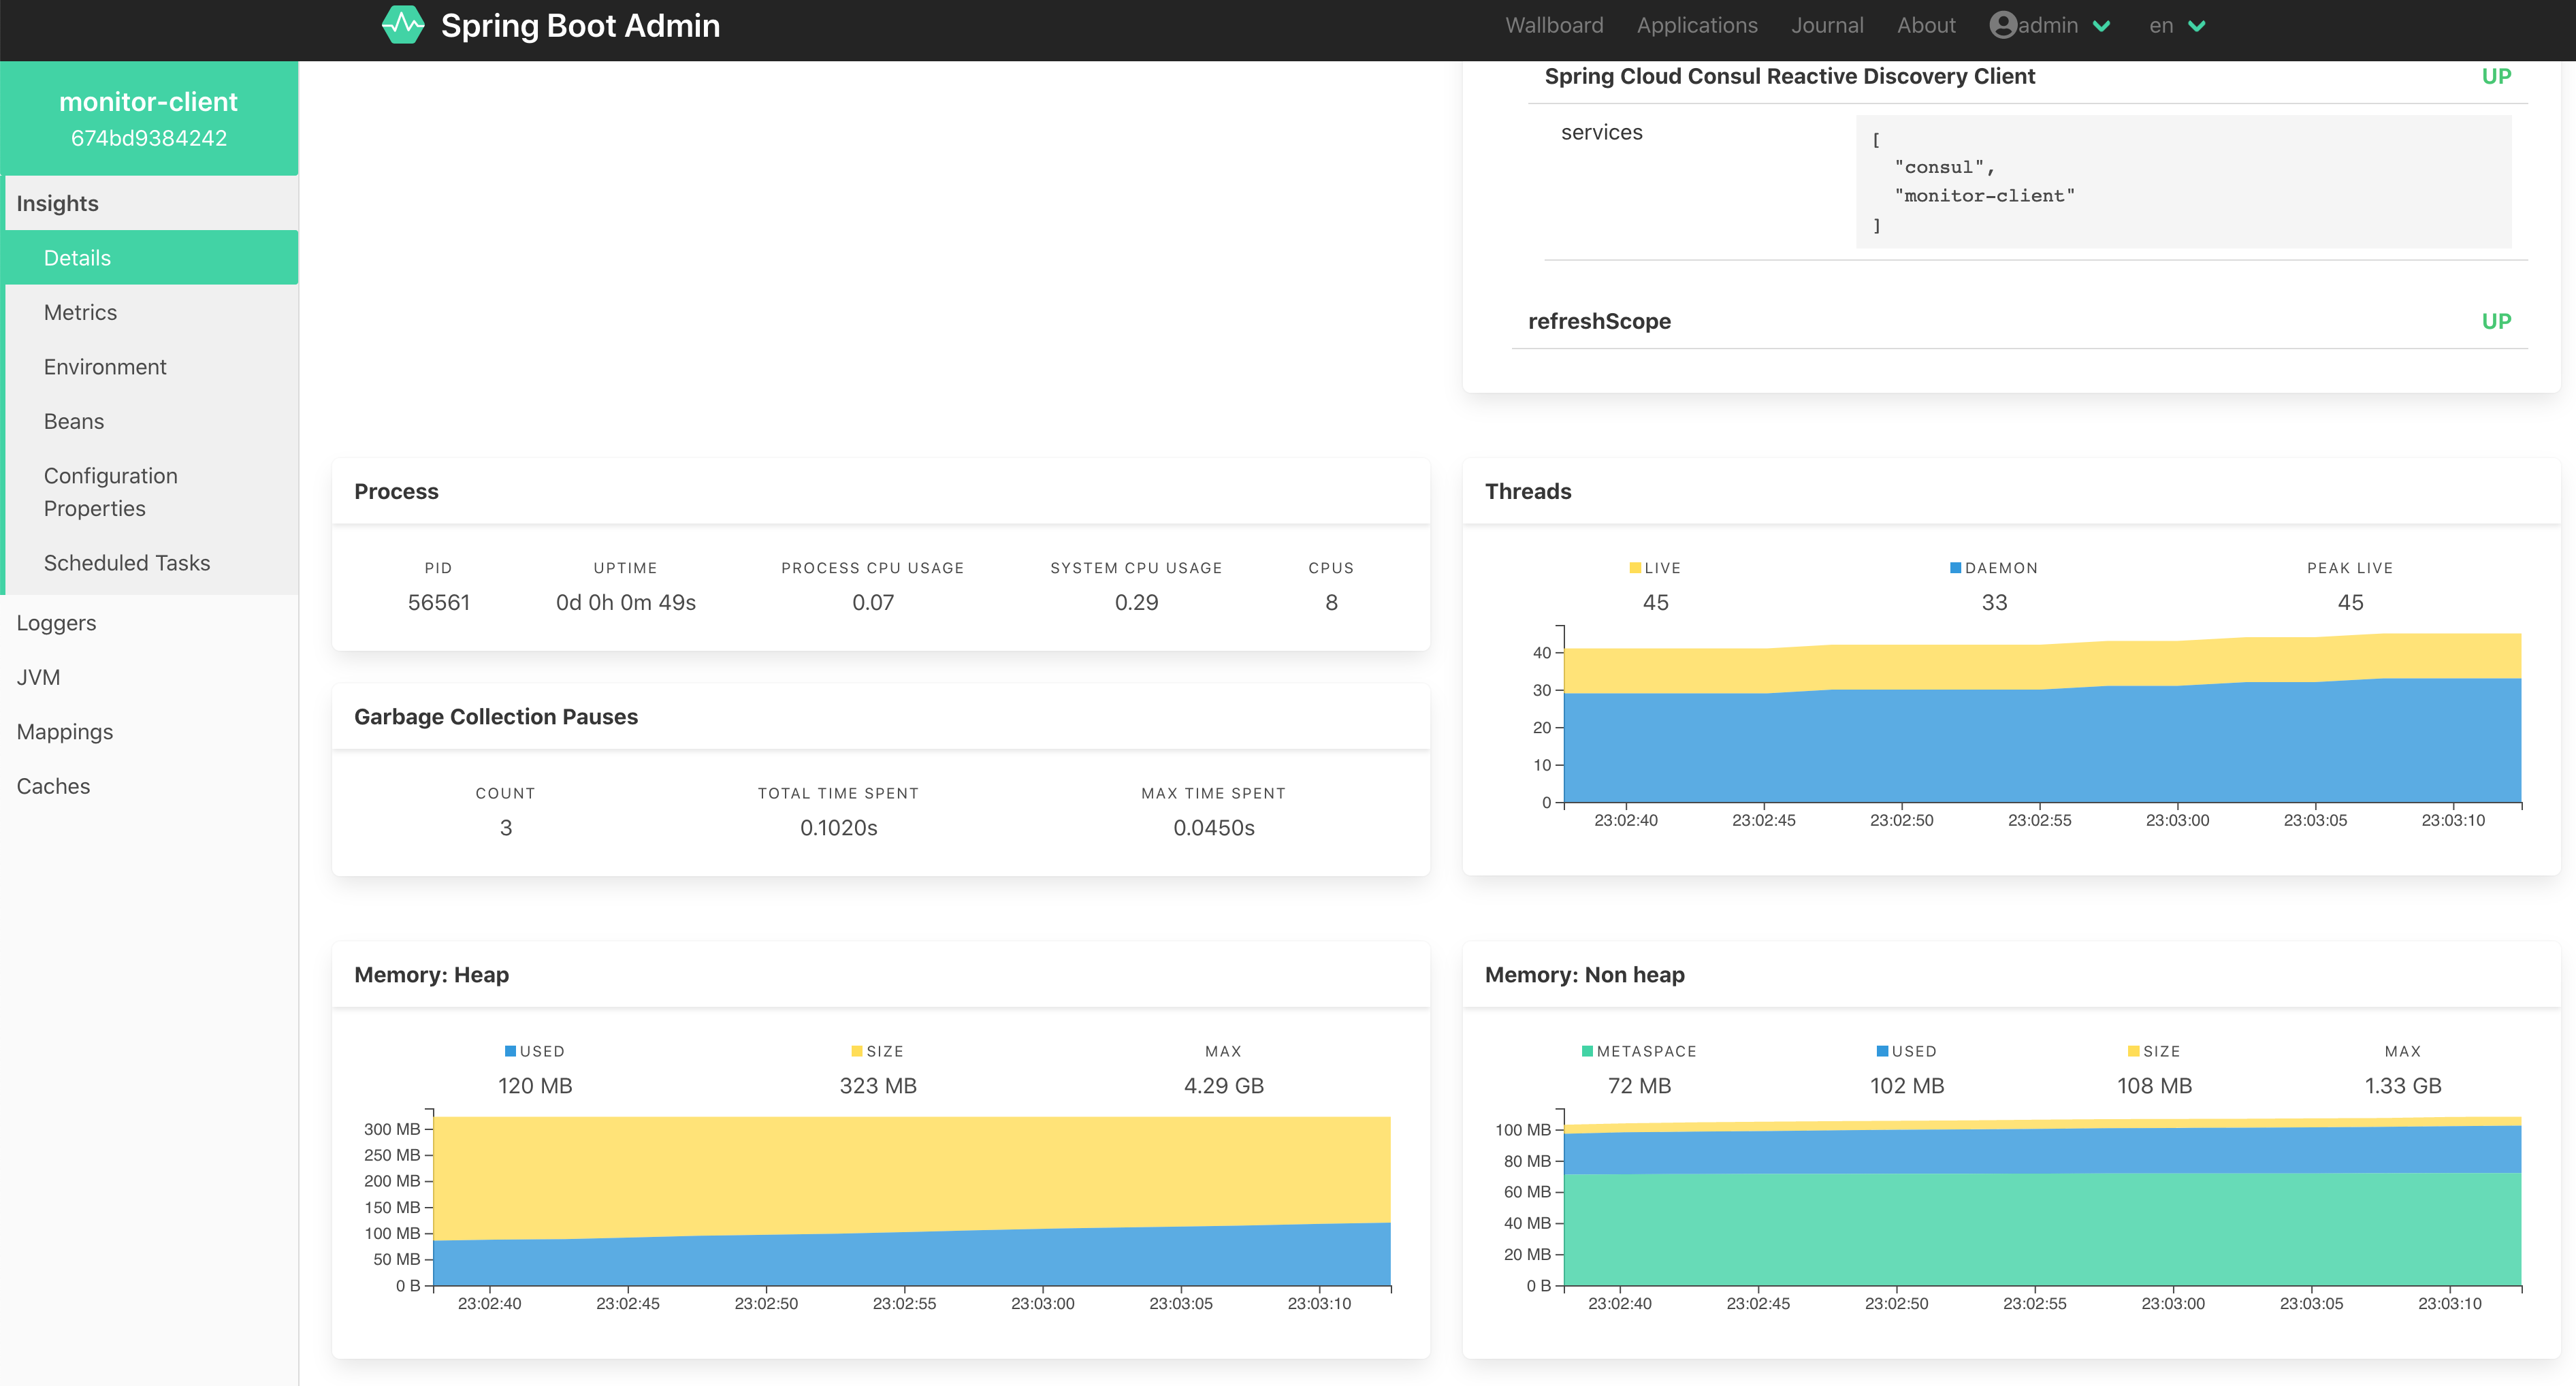 Spring Boot Admin
Wallboard Applications Journal About admin en
monitor-client
674bd9384242
Insights
Details
Metrics
Environment
Beans
Configuration
Properties
Scheduled Tasks
Loggers
JVM
Mappings
Caches
Spring Cloud Consul Reactive Discovery Client UP
services
[
"consul",
"monitor-client"
]
refreshScope UP
Process
PID UPTIME PROCESS CPU USAGE SYSTEM CPU USAGE CPUS
56561 0d 0h 0m 49s 0.07 0.29 8
Garbage Collection Pauses
COUNT TOTAL TIME SPENT MAX TIME SPENT
3 0.1020s 0.0450s
Threads
LIVE DAEMON PEAK LIVE
45 33 45
40
30
20
10
0
23:02:40 23:02:45 23:02:50 23:02:55 23:03:00 23:03:05 23:03:10
Memory: Heap
USED SIZE MAX
120 MB 323 MB 4.29 GB
300 MB
250 MB
200 MB
150 MB
100 MB
50 MB
0 B
23:02:40 23:02:45 23:02:50 23:02:55 23:03:00 23:03:05 23:03:10
Memory: Non heap
METASPACE USED SIZE MAX
72 MB 102 MB 108 MB 1.33 GB
100 MB
80 MB
60 MB
40 MB
20 MB
0 B
23:02:40 23:02:45 23:02:50 23:02:55 23:03:00 23:03:05 23:03:10